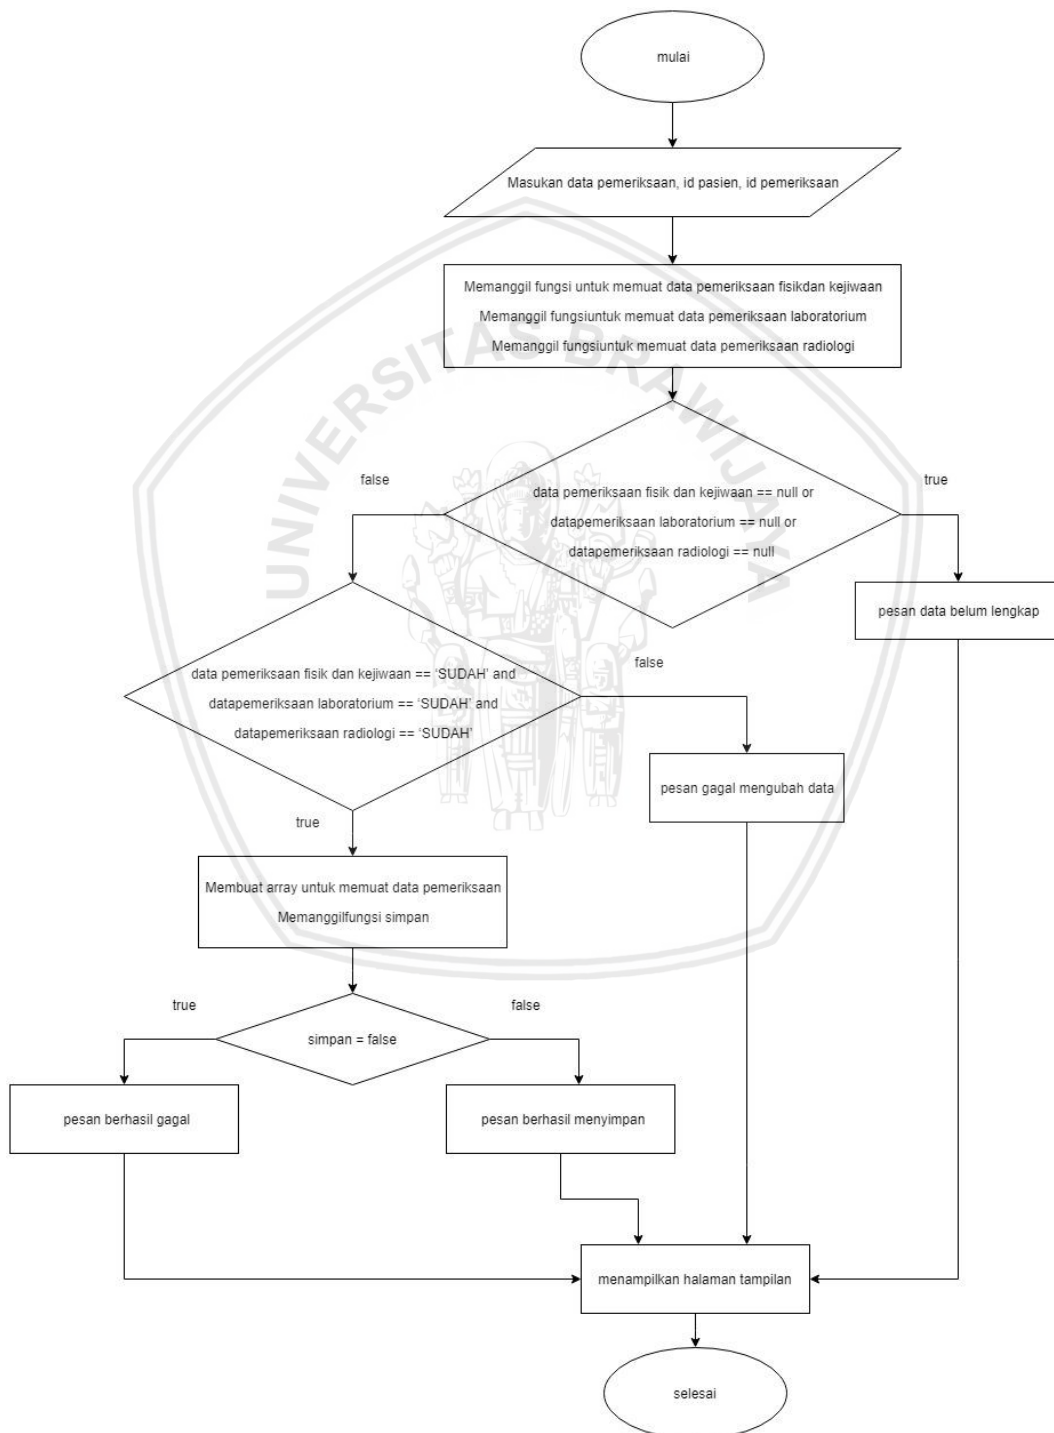 mulai
Masukan data pemeriksaan, id pasien, id pemeriksaan
Memanggil fungsi untuk memuat data pemeriksaan fisikdan kejiwaan
Memanggil fungsiuntuk memuat data pemeriksaan laboratorium
Memanggil fungsiuntuk memuat data pemeriksaan radiologi
UNIVERSITAS BRAWIJAYA
false
true
data pemeriksaan fisik dan kejiwaan == null or
datapemeriksaan laboratorium == null or
datapemeriksaan radiologi == null
pesan data belum lengkap
false
data pemeriksaan fisik dan kejiwaan == ‘SUDAH’ and
datapemeriksaan laboratorium == ‘SUDAH’ and
datapemeriksaan radiologi == ‘SUDAH’
pesan gagal mengubah data
true
Membuat array untuk memuat data pemeriksaan
Memanggilfungsi simpan
true
false
simpan = false
pesan berhasil gagal
pesan berhasil menyimpan
menampilkan halaman tampilan
selesai